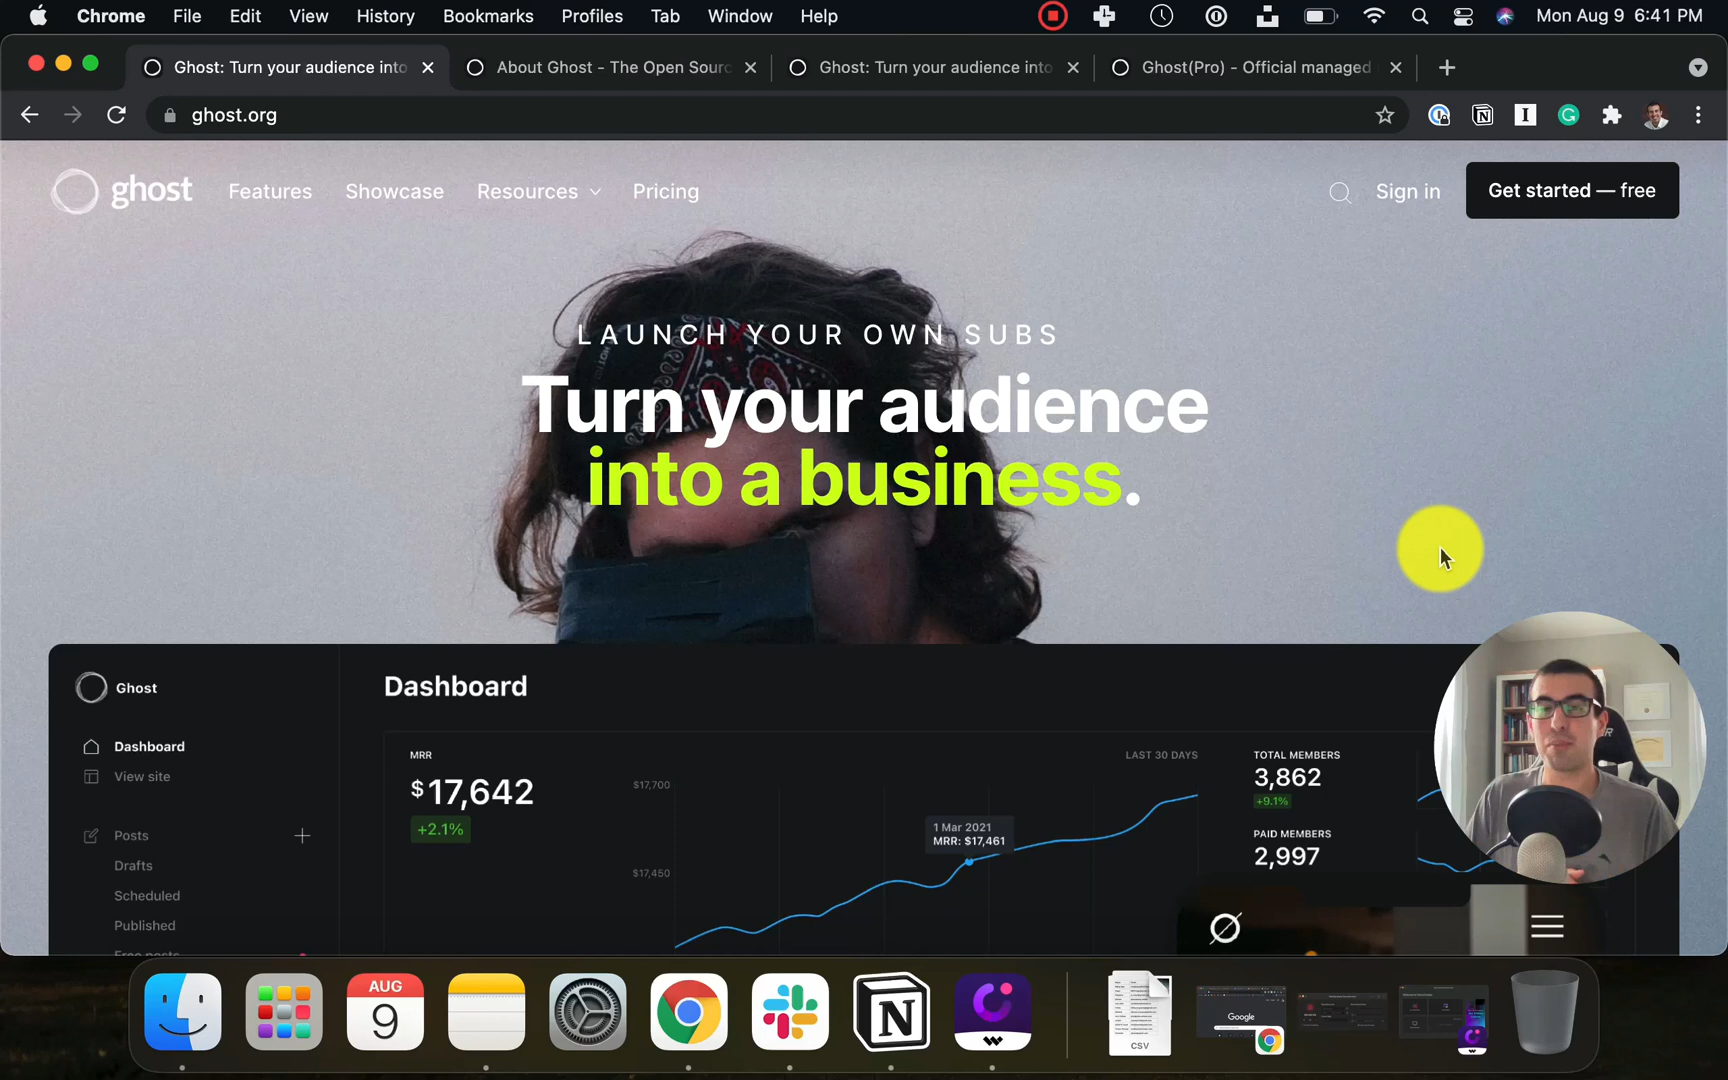 Chrome File Edit View History Bookmarks Profiles Tab Window Help Mon Aug 9 6:41 PM
Ghost: Turn your audience into
About Ghost - The Open Sourc
Ghost: Turn your audience into
Ghost(Pro) - Official managed
ghost.org
ghost Features Showcase Resources Pricing Sign in Get started — free
LAUNCH YOUR OWN SUBS
Turn your audience
into a business.
Ghost
Dashboard
View site
Posts
Drafts
Scheduled
Published
Free posts
Dashboard
MRR
$17,642
+2.1%
LAST 30 DAYS
$17,700
1 Mar 2021
MRR: $17,461
$17,450
TOTAL MEMBERS
3,862
+9.1%
PAID MEMBERS
2,997
AUG
9
CSV
Google